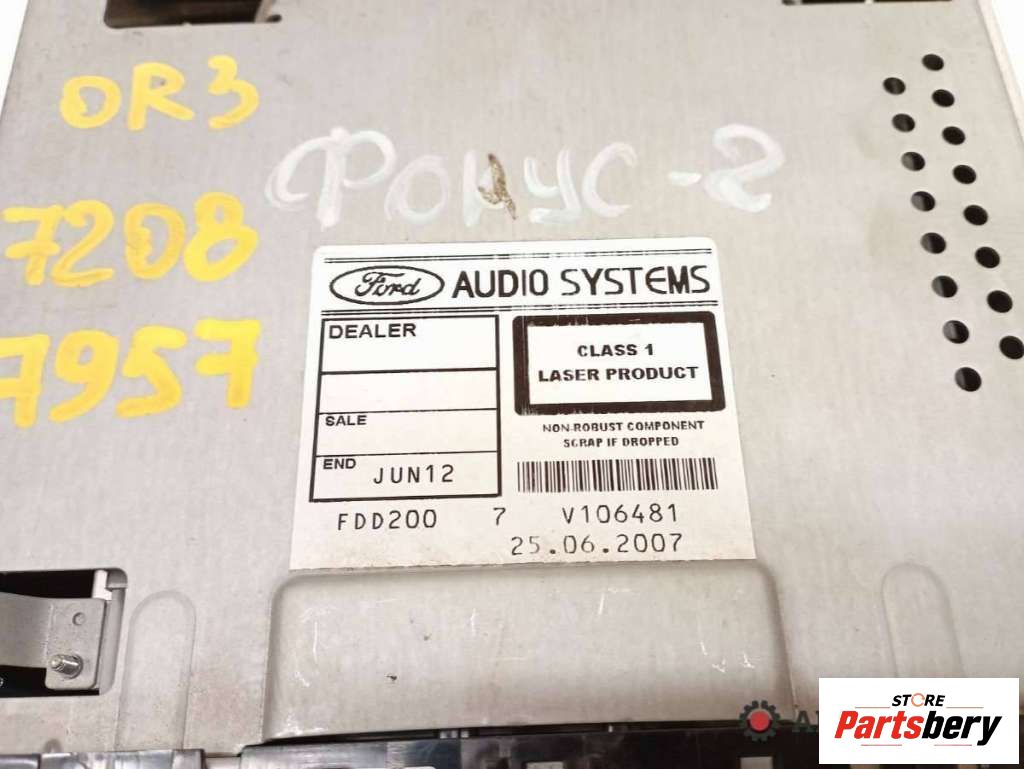 OR3
Фокус-2
7208
7957
Ford AUDIO SYSTEMS
DEALER
CLASS 1
LASER PRODUCT
SALE
NON-ROBUST COMPONENT
SCRAP IF DROPPED
END JUN12
FDD200 7 V106481
25.06.2007
STORE
Partsbery